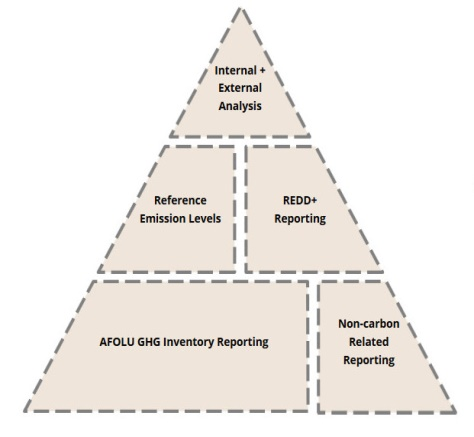 Internal +
External
Analysis
Reference
Emission Levels
REDD+
Reporting
AFOLU GHG Inventory Reporting
Non-carbon
Related
Reporting